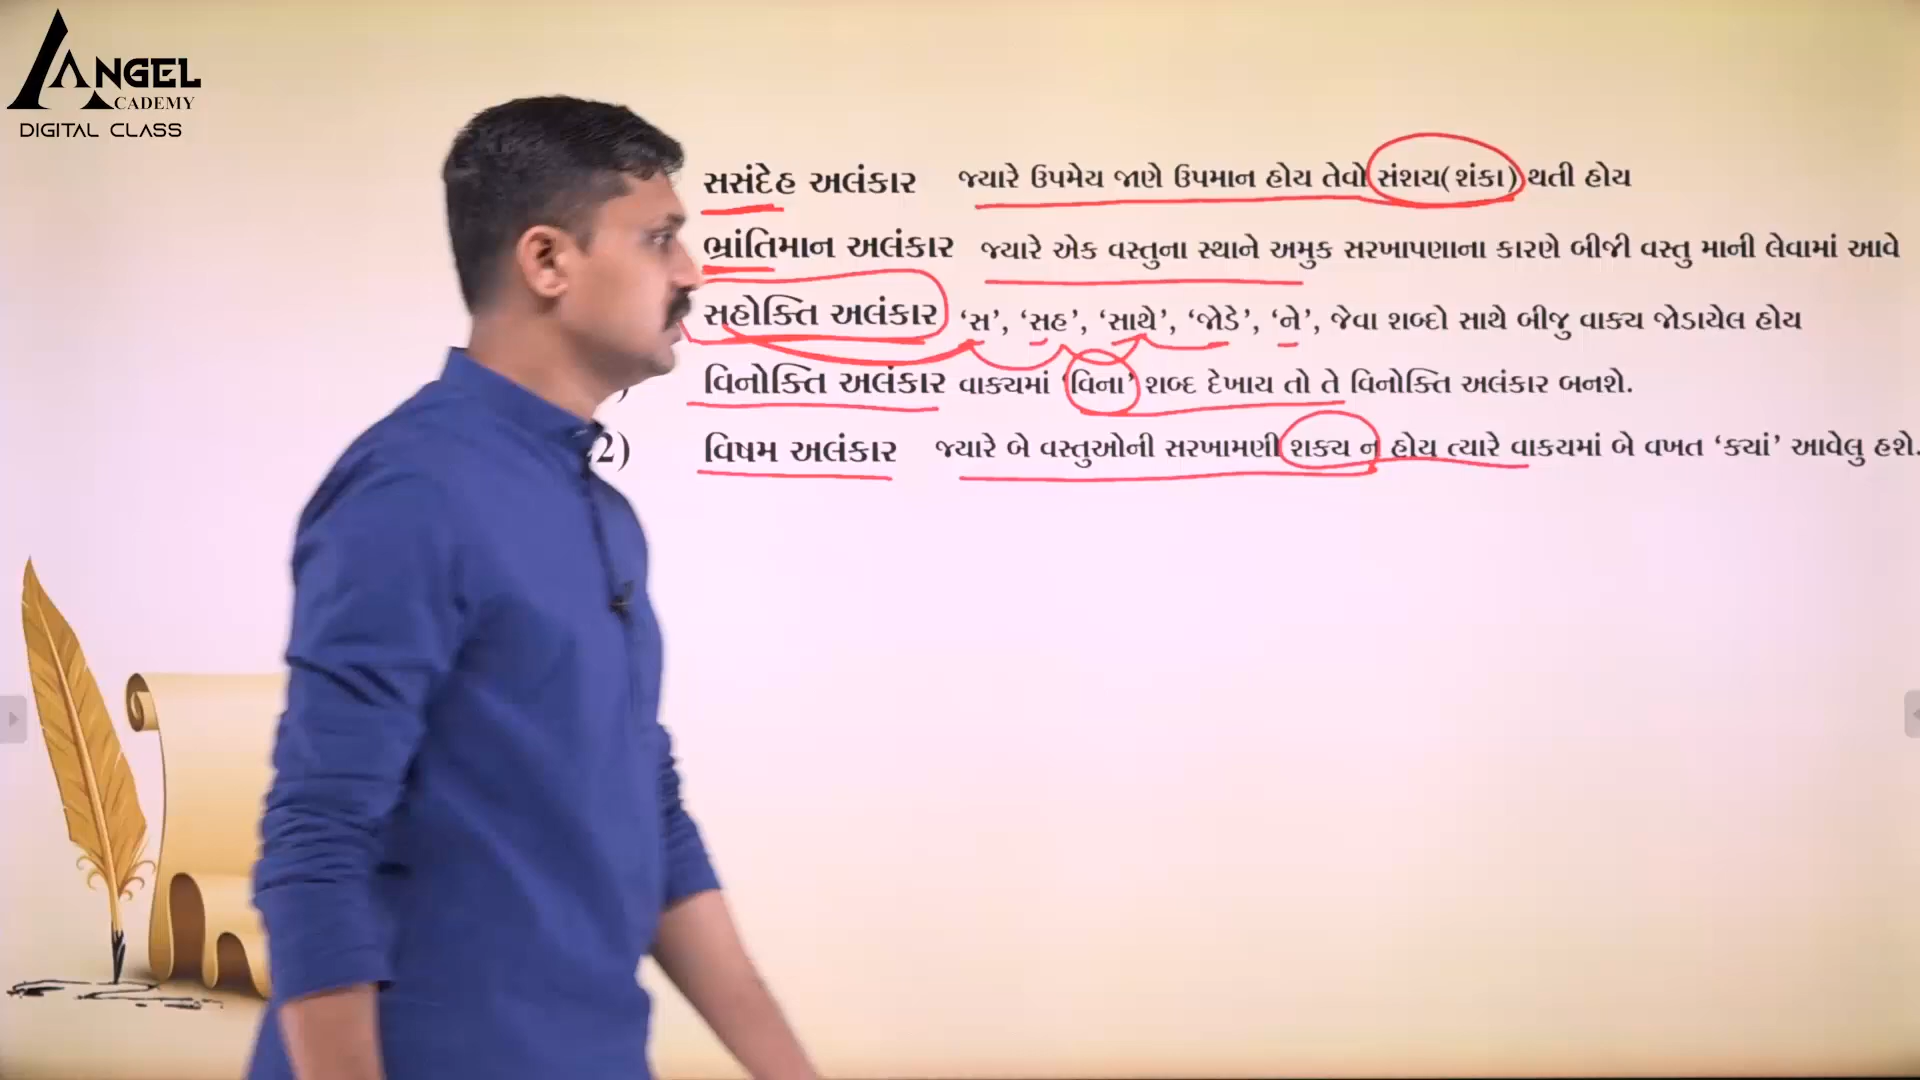 ANGEL
ACADEMY
DIGITAL CLASS
સસંદેહ અલંકાર જ્યારે ઉપમેય જાણે ઉપમાન હોય તેવો સંશય(શંકા) થતી હોય
ભ્રાંતિમાન અલંકાર જ્યારે એક વસ્તુના સ્થાને અમુક સરખાપણાના કારણે બીજી વસ્તુ માની લેવામાં આવે
સહોક્તિ અલંકાર ‘સ’, ‘સહ’, ‘સાથે’, ‘જોડે’, ‘ને’, જેવા શબ્દો સાથે બીજુ વાક્ય જોડાયેલ હોય
) વિનોક્તિ અલંકાર વાક્યમાં ‘વિના’ શબ્દ દેખાય તો તે વિનોક્તિ અલંકાર બનશે.
2) વિષમ અલંકાર જ્યારે બે વસ્તુઓની સરખામણી શક્ય ન હોય ત્યારે વાક્યમાં બે વખત ‘ક્યાં’ આવેલુ હશે.